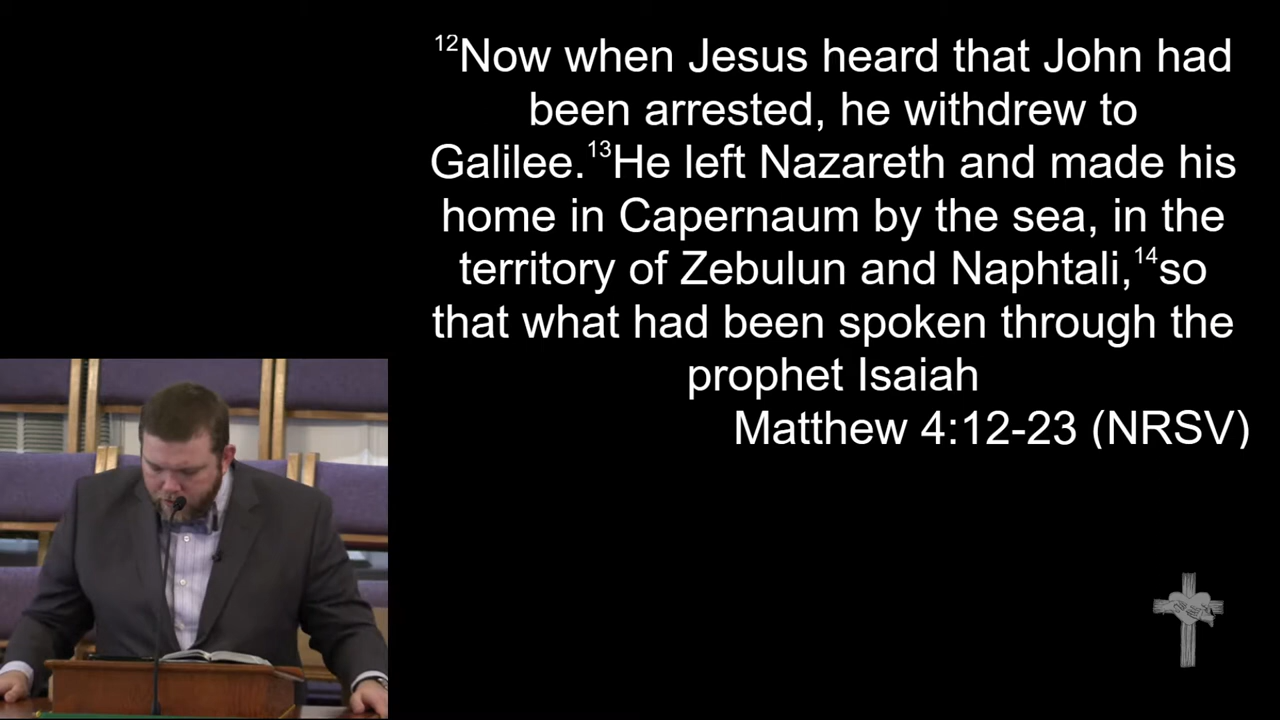 12Now when Jesus heard that John had
been arrested, he withdrew to
Galilee.13He left Nazareth and made his
home in Capernaum by the sea, in the
territory of Zebulun and Naphtali,14so
that what had been spoken through the
prophet Isaiah
Matthew 4:12-23 (NRSV)